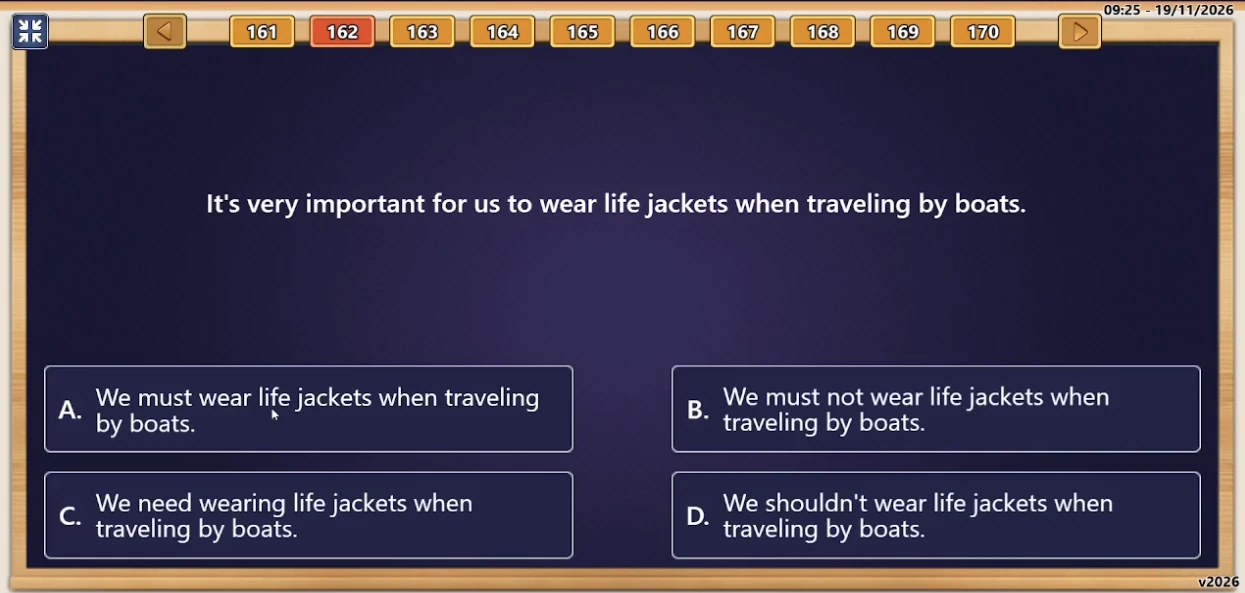 09:25 - 19/11/2026
161 162 163 164 165 166 167 168 169 170
It's very important for us to wear life jackets when traveling by boats.
A. We must wear life jackets when traveling
by boats.
B. We must not wear life jackets when
traveling by boats.
C. We need wearing life jackets when
traveling by boats.
D. We shouldn't wear life jackets when
traveling by boats.
v2026